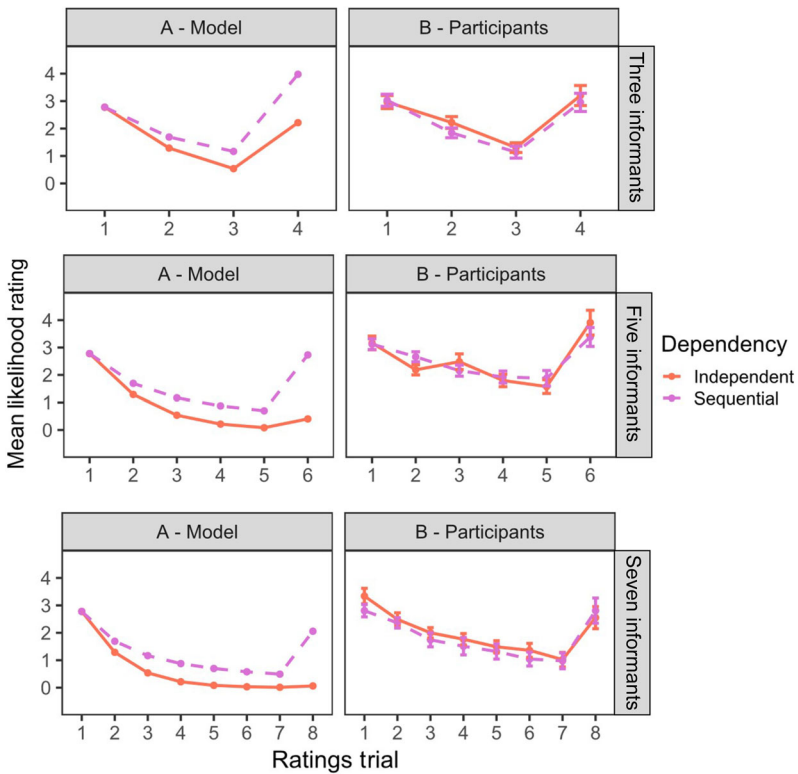 A - Model B - Participants
4
3
2
1
0
Three informants
1 2 3 4 1 2 3 4
A - Model B - Participants
4
3
2
1
0
Five informants
1 2 3 4 5 6 1 2 3 4 5 6
Mean likelihood rating
Dependency
Independent
Sequential
A - Model B - Participants
4
3
2
1
0
Seven informants
1 2 3 4 5 6 7 8 1 2 3 4 5 6 7 8
Ratings trial